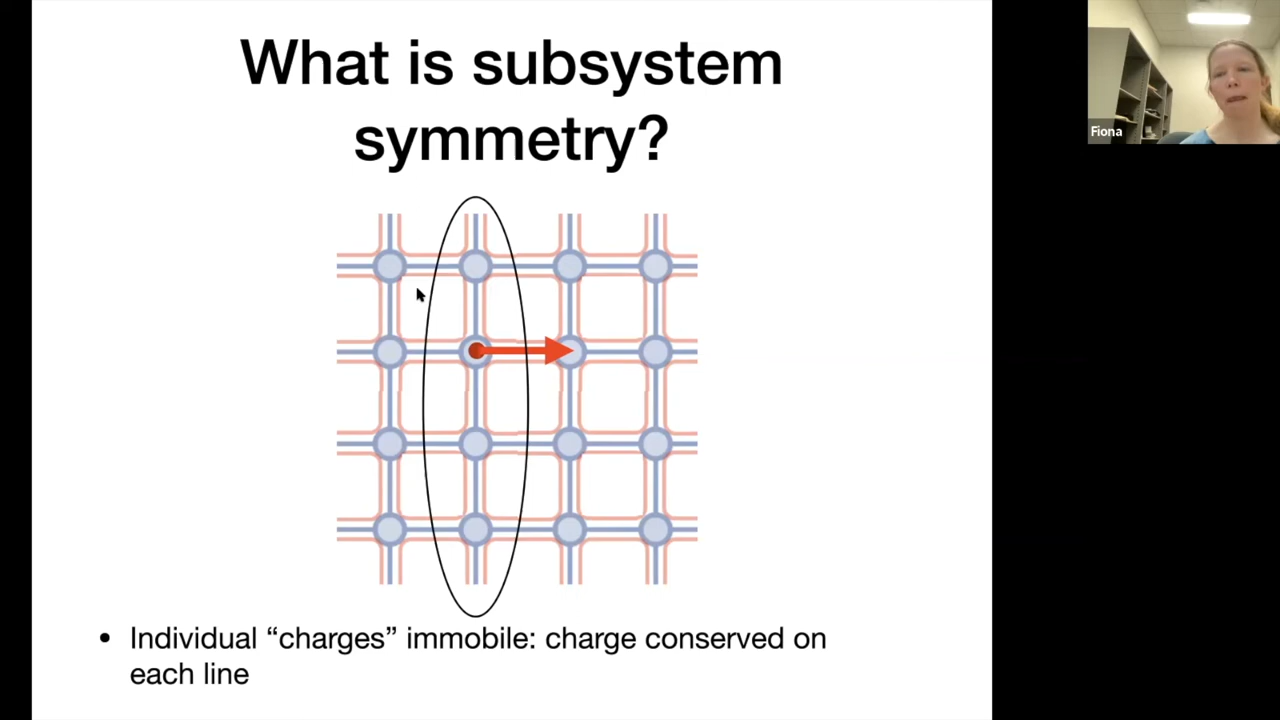 What is subsystem
symmetry?
Fiona
• Individual “charges” immobile: charge conserved on
each line